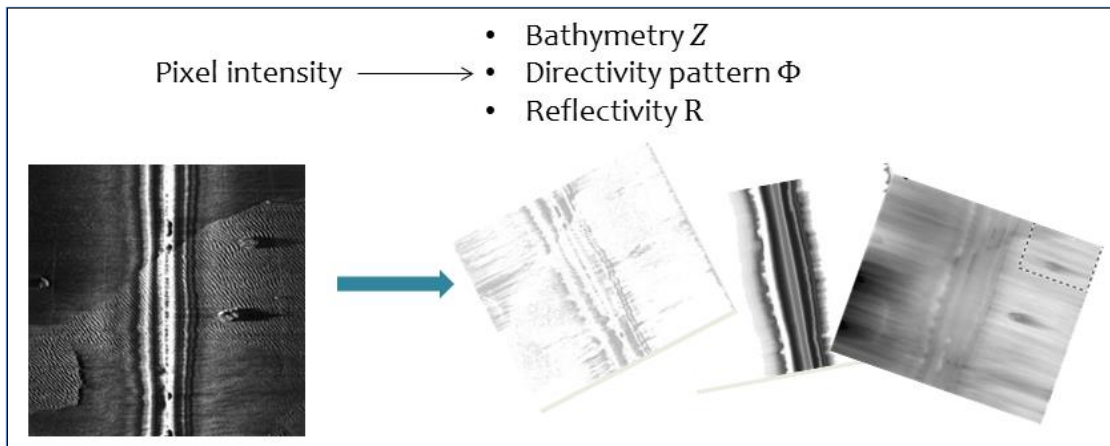 • Bathymetry Z
Pixel intensity • Directivity pattern Φ
• Reflectivity R